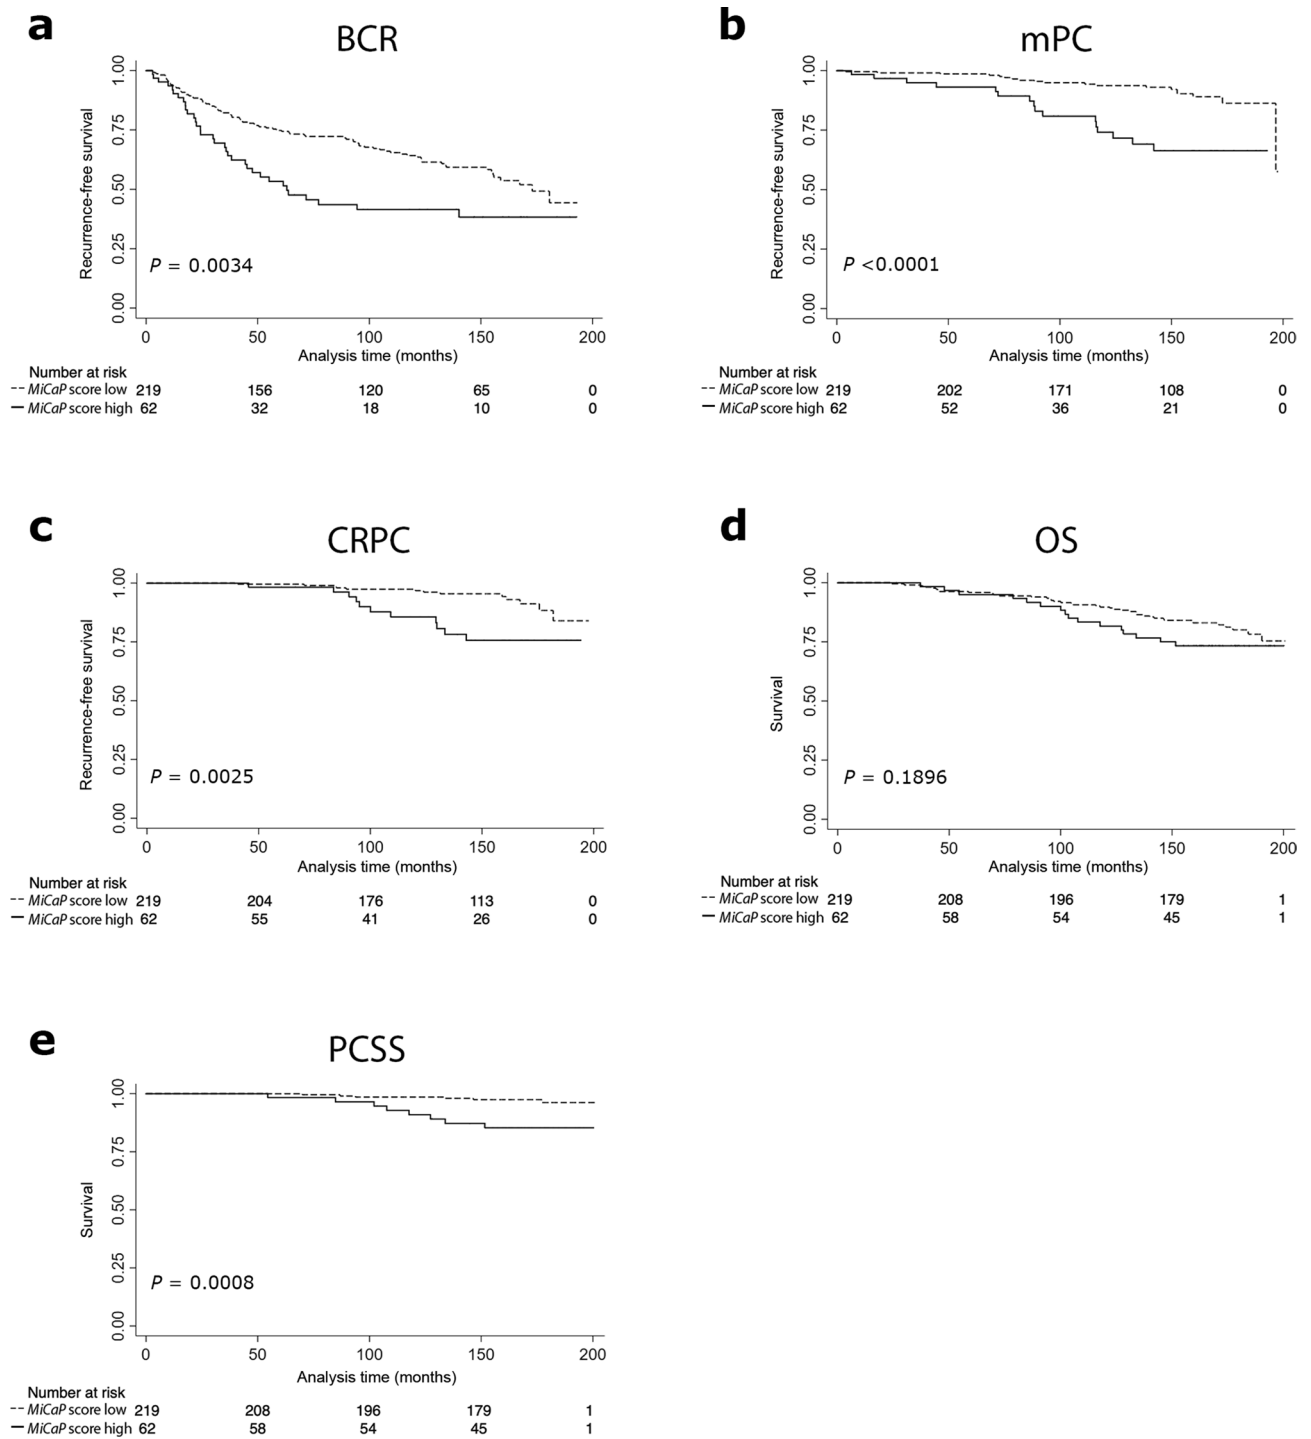 a
BCR
Recurrence-free survival
1.00
0.75
0.50
0.25
0.00
P = 0.0034
0 50 100 150 200
Analysis time (months)
Number at risk
MiCaP score low 219 156 120 65 0
MiCaP score high 62 32 18 10 0
b
mPC
Recurrence-free survival
1.00
0.75
0.50
0.25
0.00
P <0.0001
0 50 100 150 200
Analysis time (months)
Number at risk
MiCaP score low 219 202 171 108 0
MiCaP score high 62 52 36 21 0
c
CRPC
Recurrence-free survival
1.00
0.75
0.50
0.25
0.00
P = 0.0025
0 50 100 150 200
Analysis time (months)
Number at risk
MiCaP score low 219 204 176 113 0
MiCaP score high 62 55 41 26 0
d
OS
Survival
1.00
0.75
0.50
0.25
0.00
P = 0.1896
0 50 100 150 200
Analysis time (months)
Number at risk
MiCaP score low 219 208 196 179 1
MiCaP score high 62 58 54 45 1
e
PCSS
Survival
1.00
0.75
0.50
0.25
0.00
P = 0.0008
0 50 100 150 200
Analysis time (months)
Number at risk
MiCaP score low 219 208 196 179 1
MiCaP score high 62 58 54 45 1